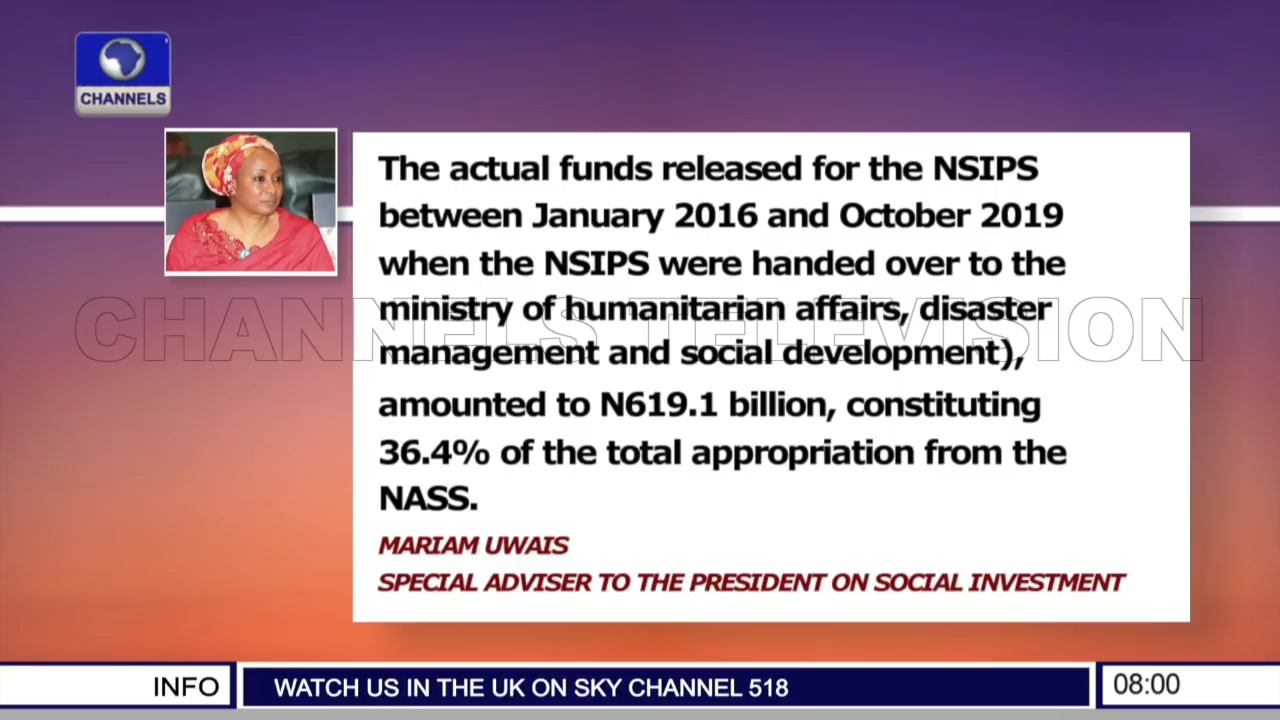 CHANNELS
The actual funds released for the NSIPS
between January 2016 and October 2019
when the NSIPS were handed over to the
ministry of humanitarian affairs, disaster
management and social development),
amounted to N619.1 billion, constituting
36.4% of the total appropriation from the
NASS.
MARIAM UWAIS
SPECIAL ADVISER TO THE PRESIDENT ON SOCIAL INVESTMENT
CHANNELS TELEVISION
INFO
WATCH US IN THE UK ON SKY CHANNEL 518
08:00